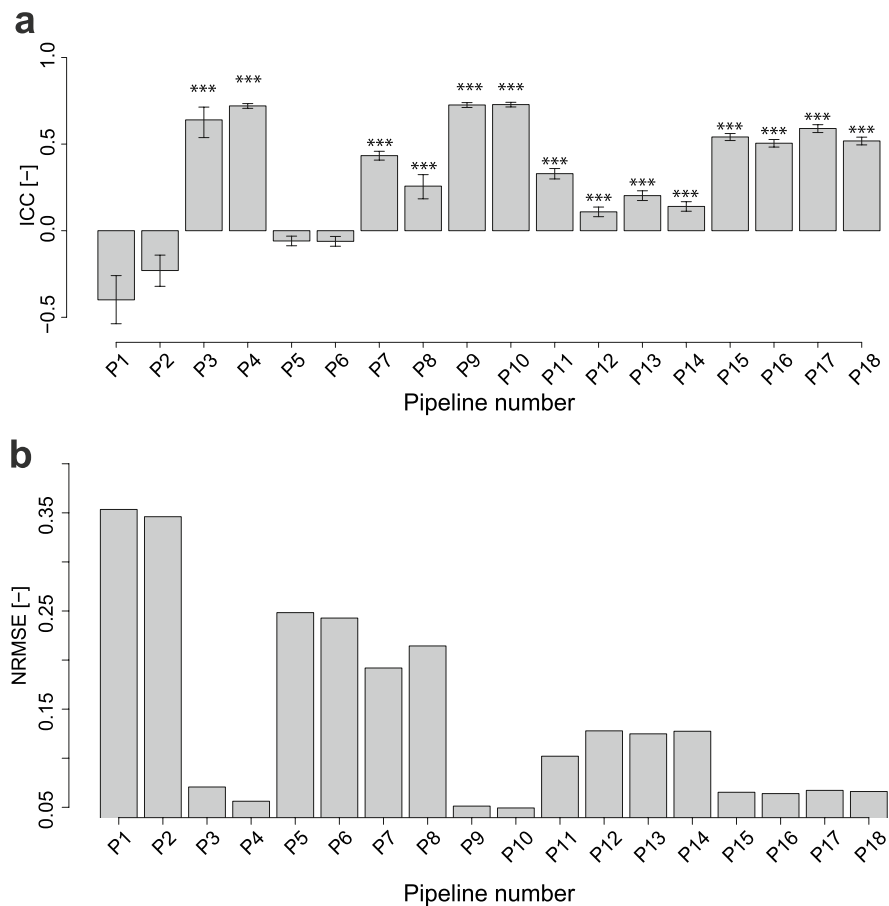 a
ICC [−]
1.0
0.5
0.0
−0.5
*** *** *** *** *** *** *** *** *** *** *** *** *** ***
P1 P2 P3 P4 P5 P6 P7 P8 P9 P10 P11 P12 P13 P14 P15 P16 P17 P18
Pipeline number
b
NRMSE [−]
0.35
0.25
0.15
0.05
P1 P2 P3 P4 P5 P6 P7 P8 P9 P10 P11 P12 P13 P14 P15 P16 P17 P18
Pipeline number